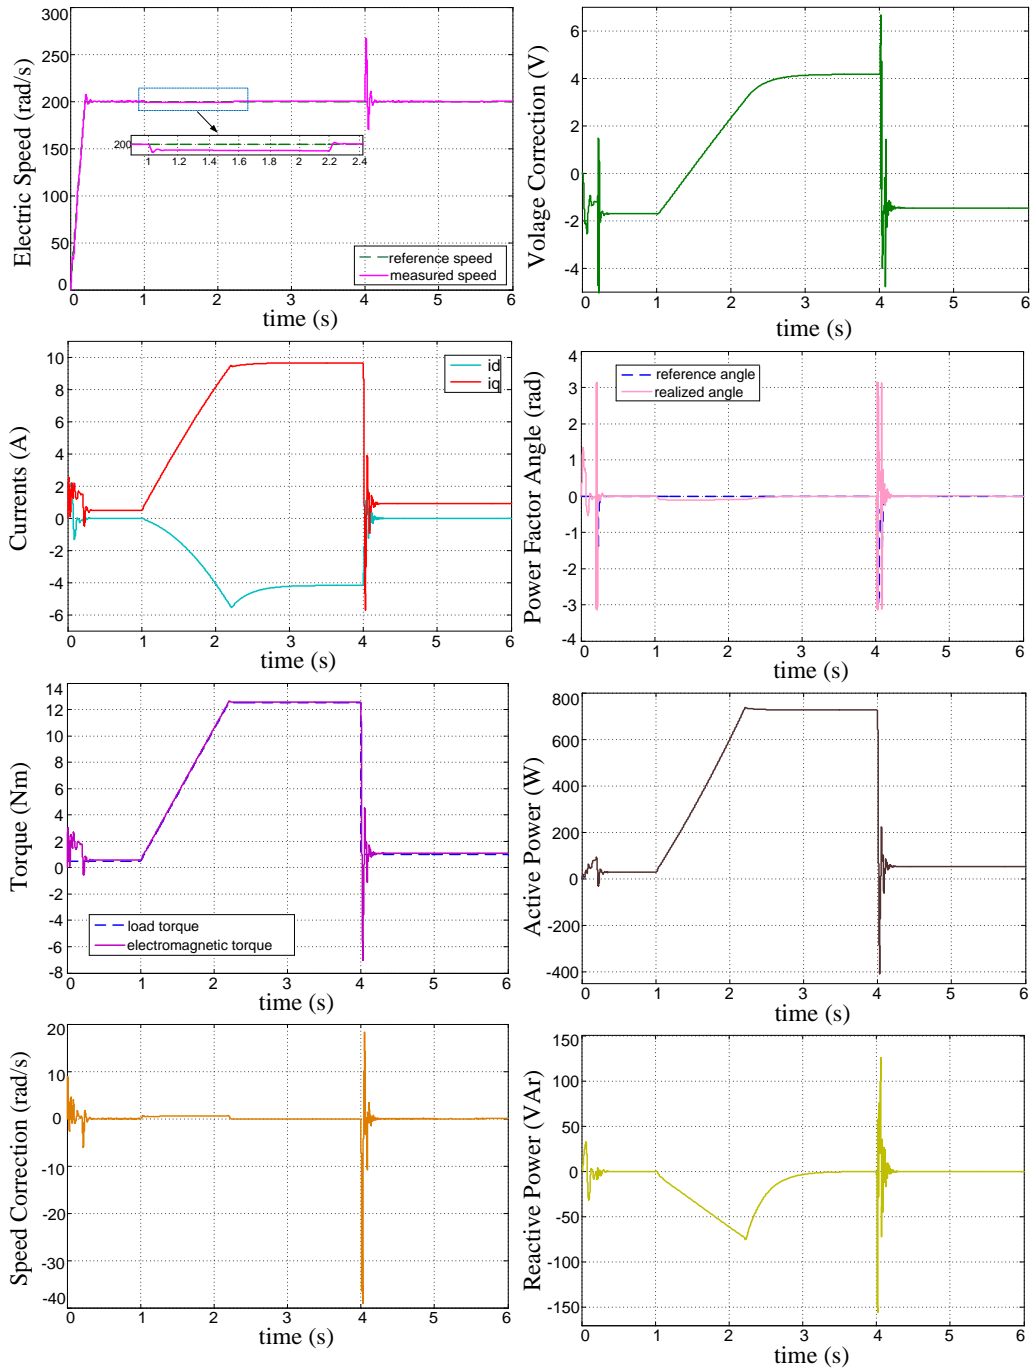 300
250
200
150
100
50
0
Electric Speed (rad/s)
200
1 1.2 1.4 1.6 1.8 2 2.2 2.4
reference speed
measured speed
0 1 2 3 4 5 6
time (s)
6
4
2
0
-2
-4
Volage Correction (V)
0 1 2 3 4 5 6
time (s)
10
8
6
4
2
0
-2
-4
-6
Currents (A)
id
iq
0 1 2 3 4 5 6
time (s)
4
3
2
1
0
-1
-2
-3
-4
Power Factor Angle (rad)
reference angle
realized angle
0 1 2 3 4 5 6
time (s)
14
12
10
8
6
4
2
0
-2
-4
-6
-8
Torque (Nm)
load torque
electromagnetic torque
0 1 2 3 4 5 6
time (s)
800
600
400
200
0
-200
-400
Active Power (W)
0 1 2 3 4 5 6
time (s)
20
10
0
-10
-20
-30
-40
Speed Correction (rad/s)
0 1 2 3 4 5 6
time (s)
150
100
50
0
-50
-100
-150
Reactive Power (VAr)
0 1 2 3 4 5 6
time (s)